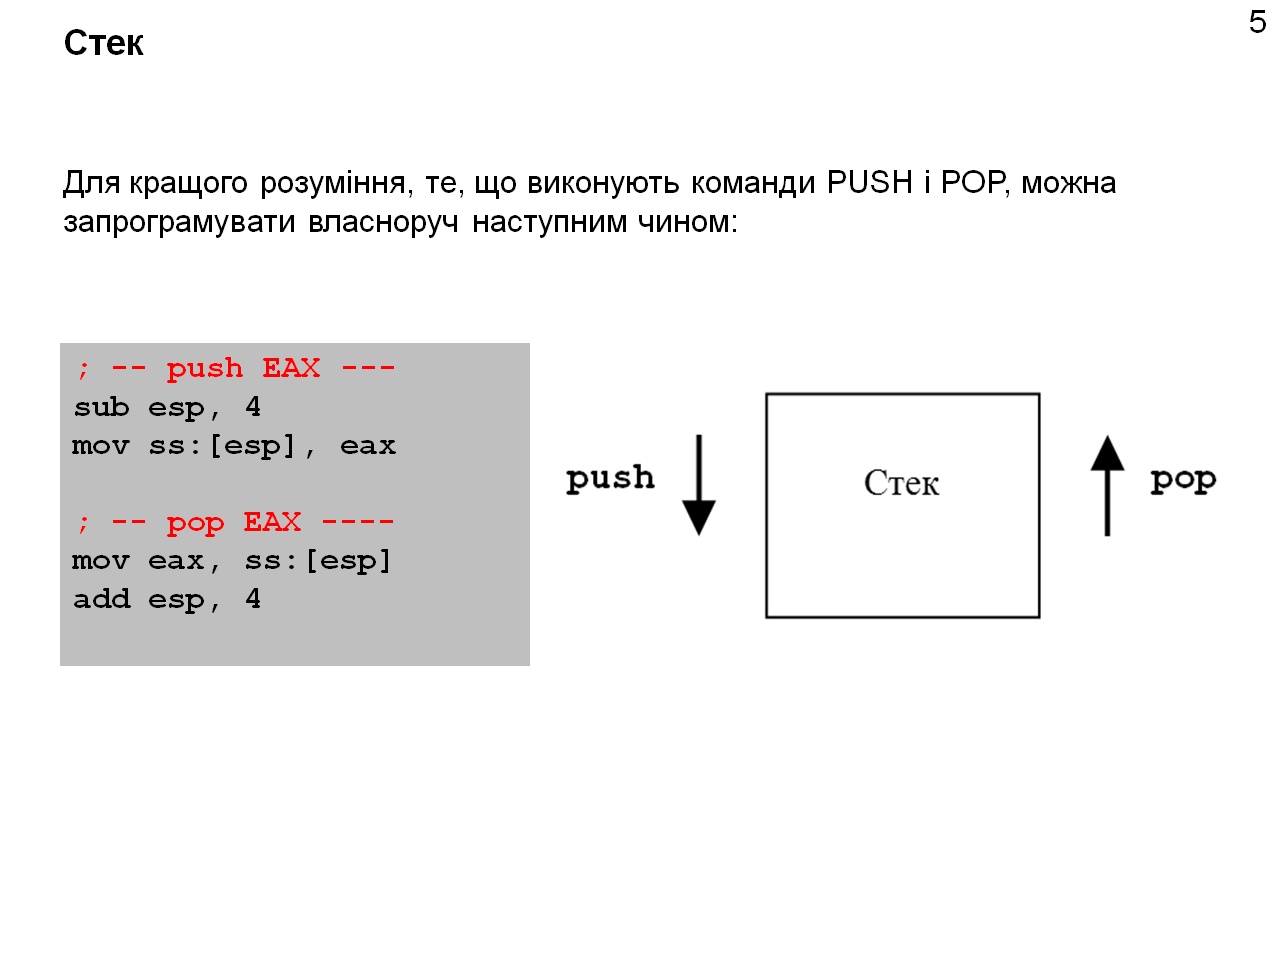 5
Стек
Для кращого розуміння, те, що виконують команди PUSH і POP, можна
запрограмувати власноруч наступним чином:
; -- push EAX ---
sub esp, 4
mov ss:[esp], eax
; -- pop EAX ----
mov eax, ss:[esp]
add esp, 4
push
Стек
pop